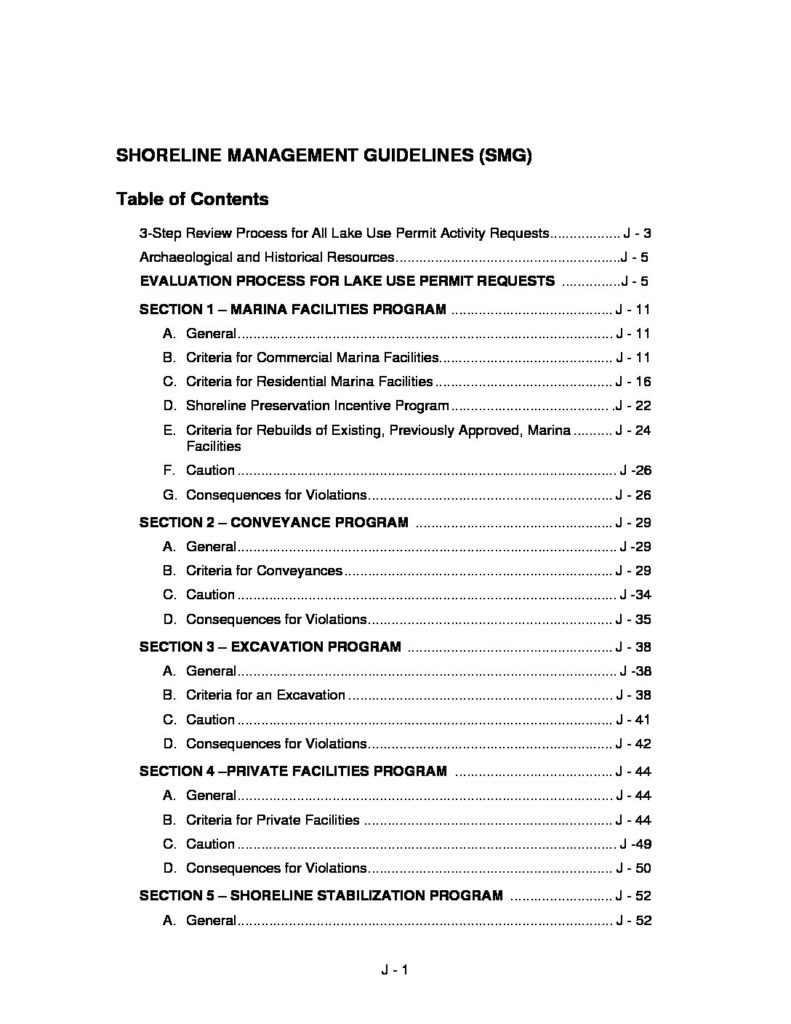 SHORELINE MANAGEMENT GUIDELINES (SMG)
Table of Contents
3-Step Review Process for All Lake Use Permit Activity Requests.................. J - 3
Archaeological and Historical Resources.........................................................J - 5
EVALUATION PROCESS FOR LAKE USE PERMIT REQUESTS ...............J - 5
SECTION 1 – MARINA FACILITIES PROGRAM ......................................... J - 11
A. General............................................................................................... J - 11
B. Criteria for Commercial Marina Facilities............................................ J - 11
C. Criteria for Residential Marina Facilities............................................. J - 16
D. Shoreline Preservation Incentive Program........................................ .J - 22
E. Criteria for Rebuilds of Existing, Previously Approved, Marina.......... J - 24
Facilities
F. Caution................................................................................................ J -26
G. Consequences for Violations.............................................................. J - 26
SECTION 2 – CONVEYANCE PROGRAM .................................................. J - 29
A. General................................................................................................ J -29
B. Criteria for Conveyances.................................................................... J - 29
C. Caution................................................................................................ J -34
D. Consequences for Violations.............................................................. J - 35
SECTION 3 – EXCAVATION PROGRAM .................................................... J - 38
A. General................................................................................................ J -38
B. Criteria for an Excavation................................................................... J - 38
C. Caution............................................................................................... J - 41
D. Consequences for Violations.............................................................. J - 42
SECTION 4 –PRIVATE FACILITIES PROGRAM ........................................ J - 44
A. General............................................................................................... J - 44
B. Criteria for Private Facilities ............................................................... J - 44
C. Caution................................................................................................ J -49
D. Consequences for Violations.............................................................. J - 50
SECTION 5 – SHORELINE STABILIZATION PROGRAM .......................... J - 52
A. General............................................................................................... J - 52
J - 1